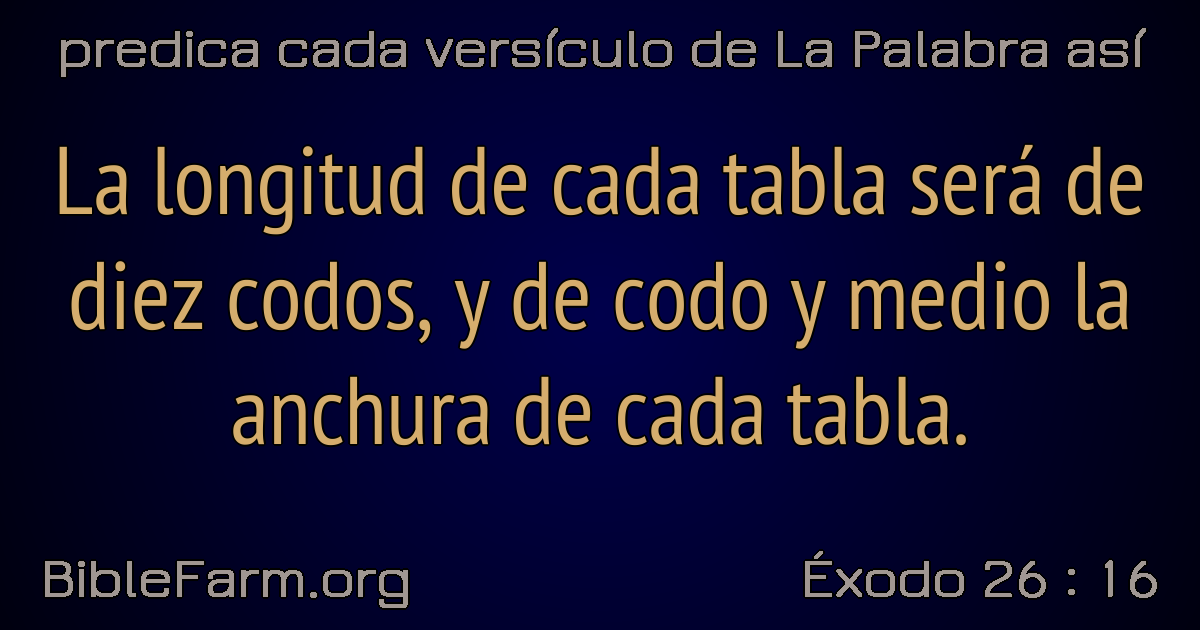 predica cada versículo de La Palabra así
La longitud de cada tabla será de
diez codos, y de codo y medio la
anchura de cada tabla.
BibleFarm.org
Éxodo 26 : 16